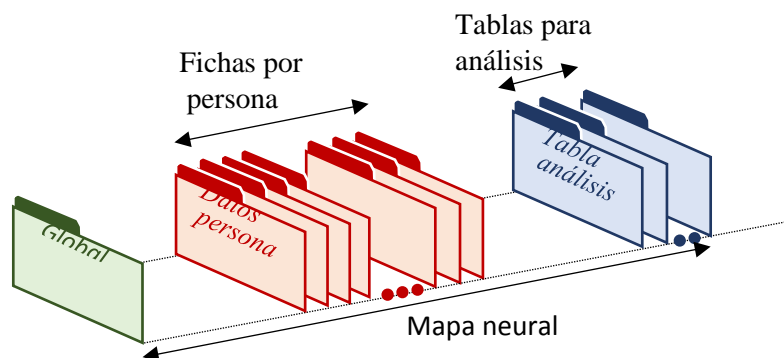 Tablas para
análisis
Fichas por
persona
Tabla
análisis
Datos
persona
Global
Mapa neural